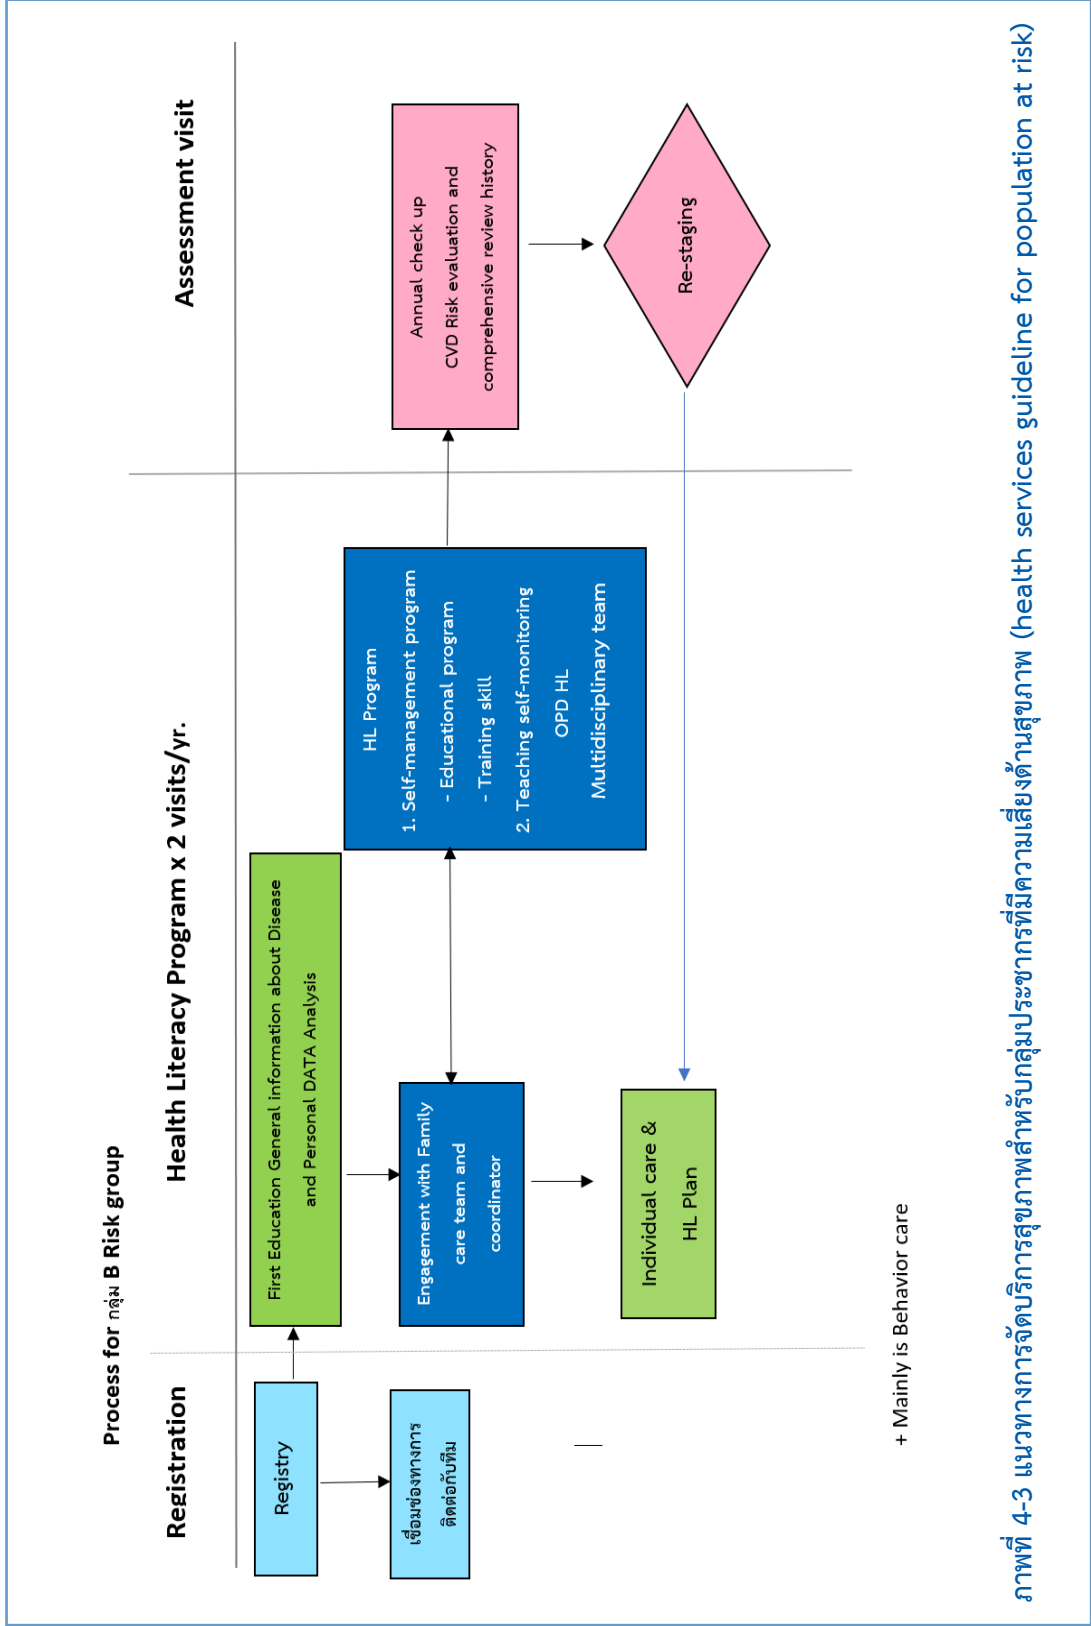 Process for กลุ่ม B Risk group
Registration
Health Literacy Program x 2 visits/yr.
Assessment visit
Registry
เชื่อมช่องทางการ
ติดต่อกับทีม
First Education General information about Disease
and Personal DATA Analysis
Engagement with Family
care team and
coordinator
Individual care &
HL Plan
HL Program
1. Self-management program
- Educational program
- Training skill
2. Teaching self-monitoring
OPD HL
Multidisciplinary team
Annual check up
CVD Risk evaluation and
comprehensive review history
Re-staging
+ Mainly is Behavior care
ภาพที่ 4-3 แนวทางการจัดบริการสุขภาพสำหรับกลุ่มประชากรที่มีความเสี่ยงด้านสุขภาพ (health services guideline for population at risk)